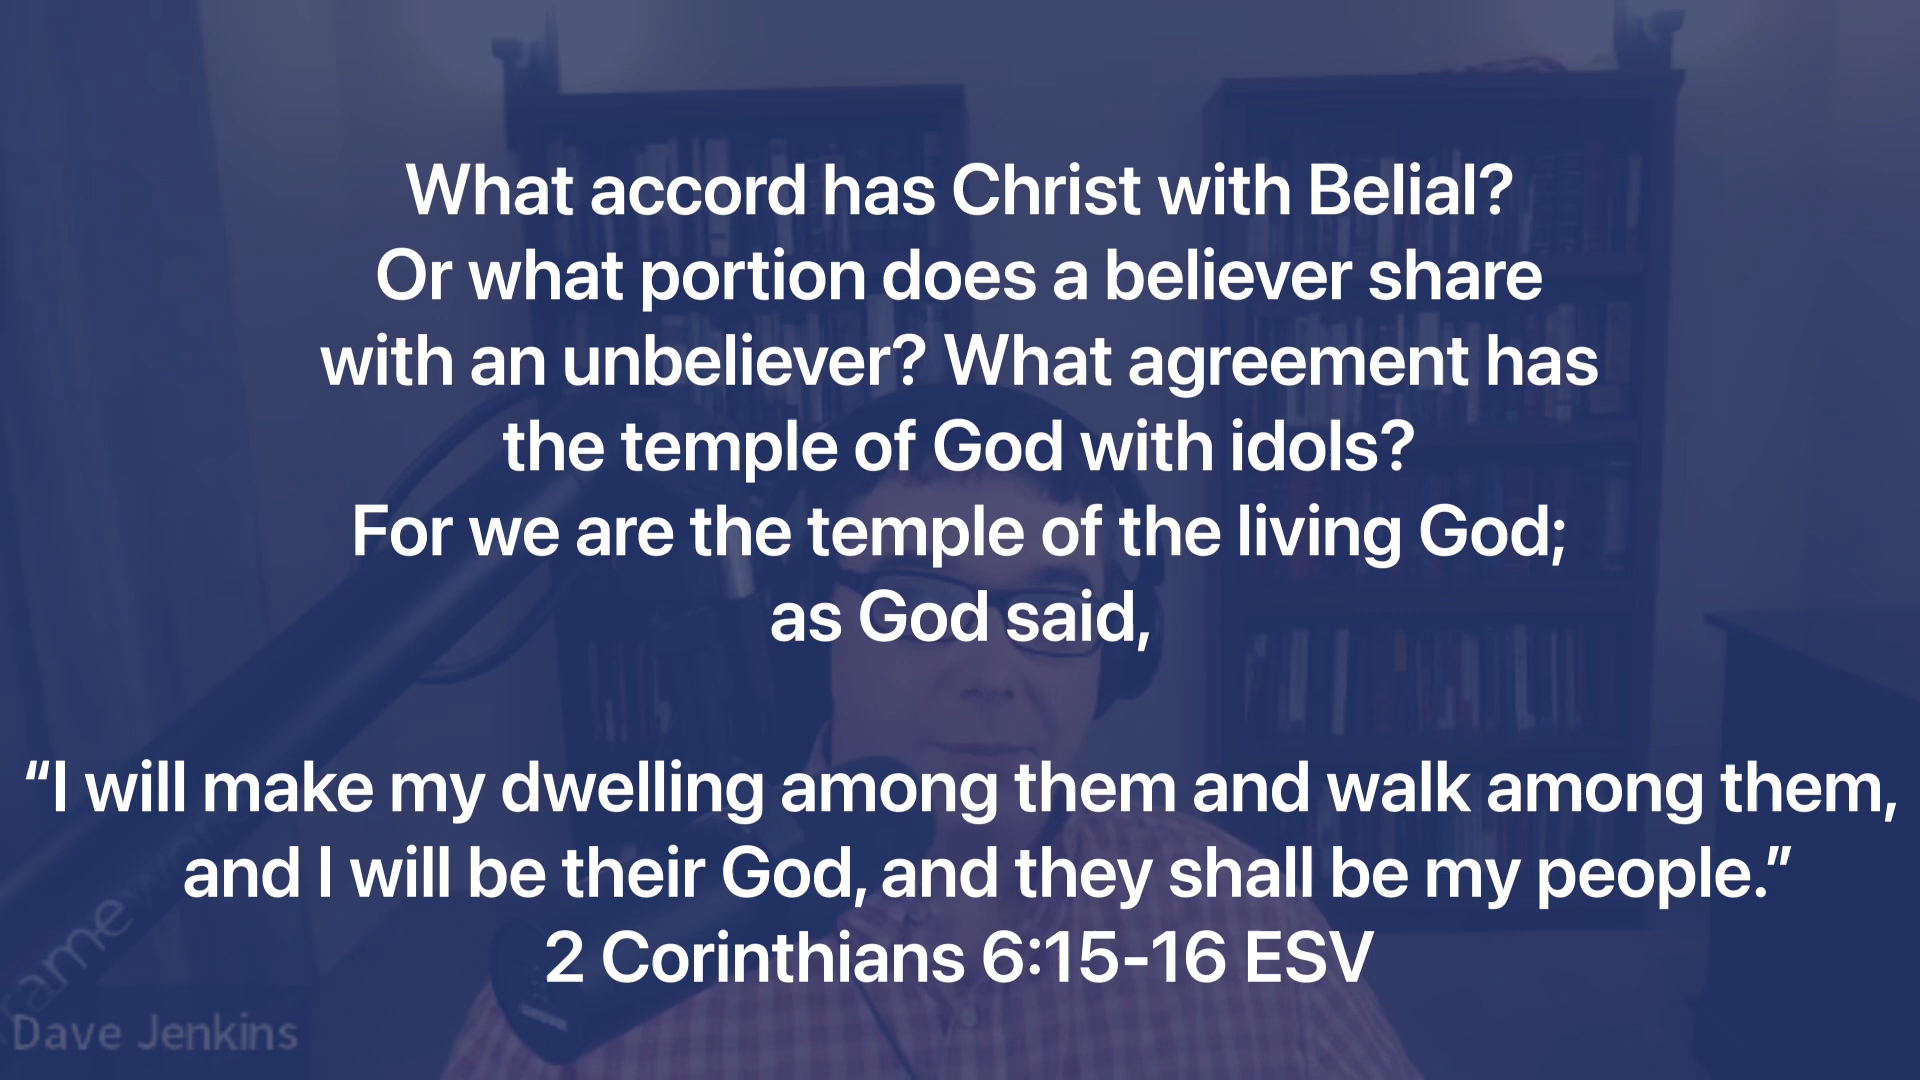 What accord has Christ with Belial?
Or what portion does a believer share
with an unbeliever? What agreement has
the temple of God with idols?
For we are the temple of the living God;
as God said,
“I will make my dwelling among them and walk among them,
and I will be their God, and they shall be my people.”
2 Corinthians 6:15-16 ESV
Dave Jenkins